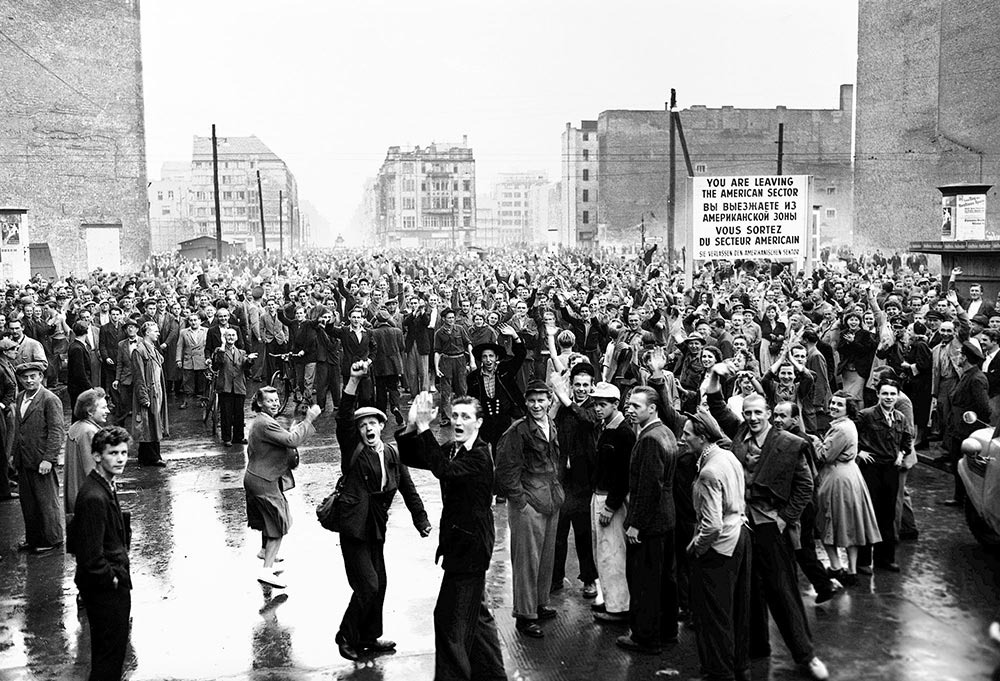 YOU ARE LEAVING
THE AMERICAN SECTOR
ВЫ ВЫЕЗЖАЕТЕ ИЗ
АМЕРИКАНСКОЙ ЗОНЫ
VOUS SORTEZ
DU SECTEUR AMERICAIN
SIE VERLASSEN DEN AMERIKANISCHEN SEKTOR